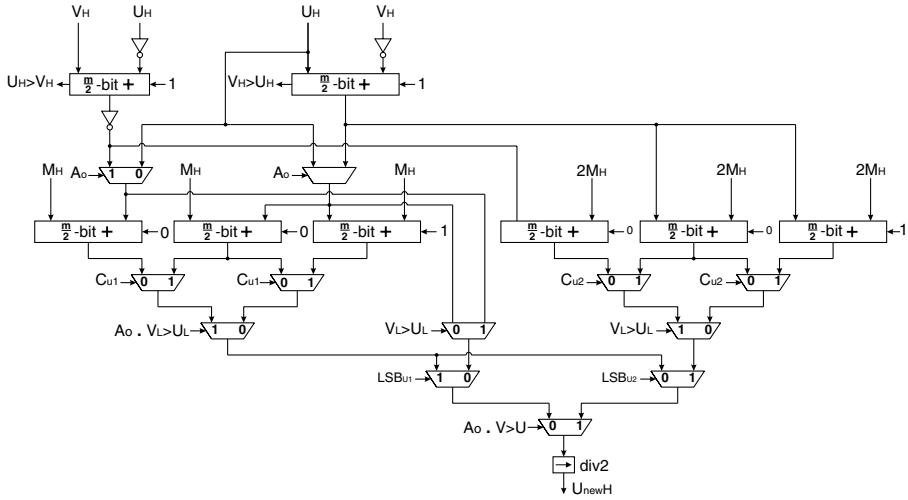 VH UH UH VH
UH>VH m/2 -bit + 1 VH>UH m/2 -bit + 1
MH A0 1 0 MH A0 MH 2MH 2MH 2MH
m/2 -bit + 0 m/2 -bit + 0 m/2 -bit + 1 m/2 -bit + 0 m/2 -bit + 0 m/2 -bit + 1
Cu1 0 1 Cu1 0 1 Cu2 0 1 Cu2 0 1
A0 . VL>UL 1 0 VL>UL 0 1 VL>UL 1 0
LSBU1 1 0 LSBU2 0 1
A0 . V>U 0 1
div2
UnewH